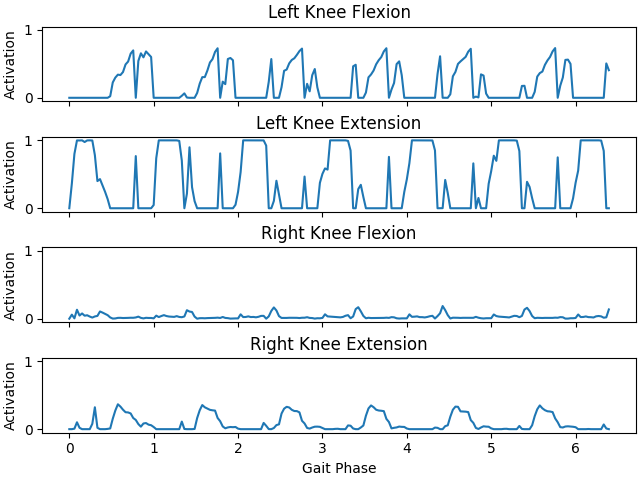 Left Knee Flexion
1
0
Activation
Left Knee Extension
1
0
Activation
Right Knee Flexion
1
0
Activation
Right Knee Extension
1
0
Activation
0 1 2 3 4 5 6
Gait Phase